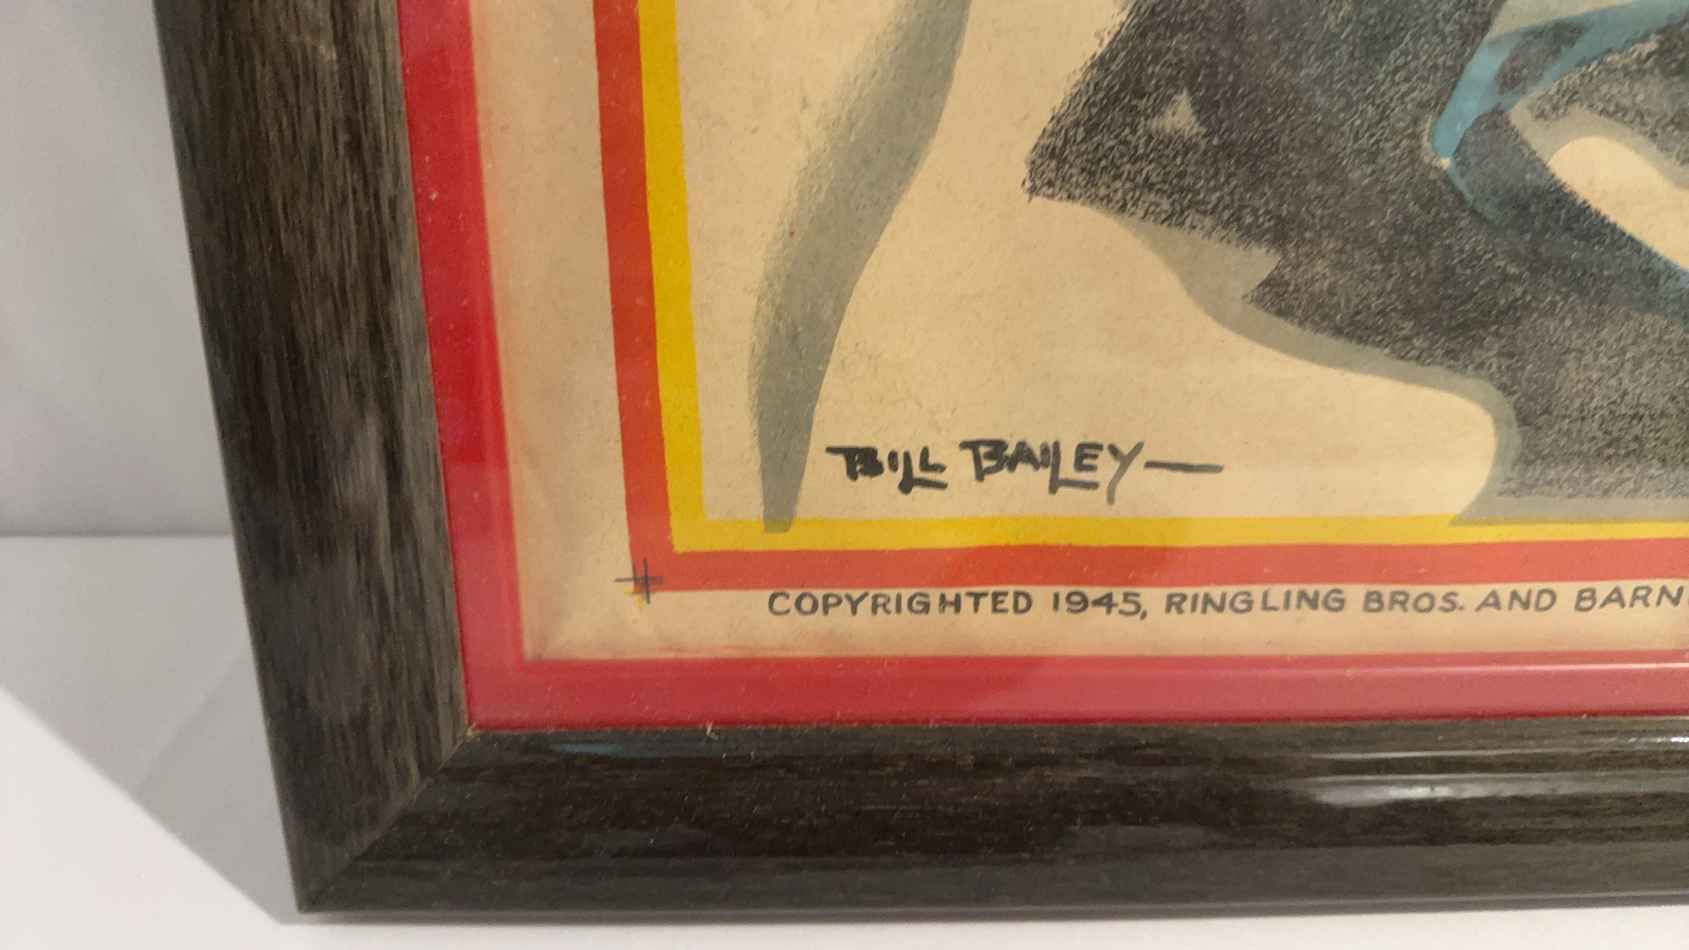 BILL BAILEY
COPYRIGHTED 1945, RINGLING BROS. AND BARN